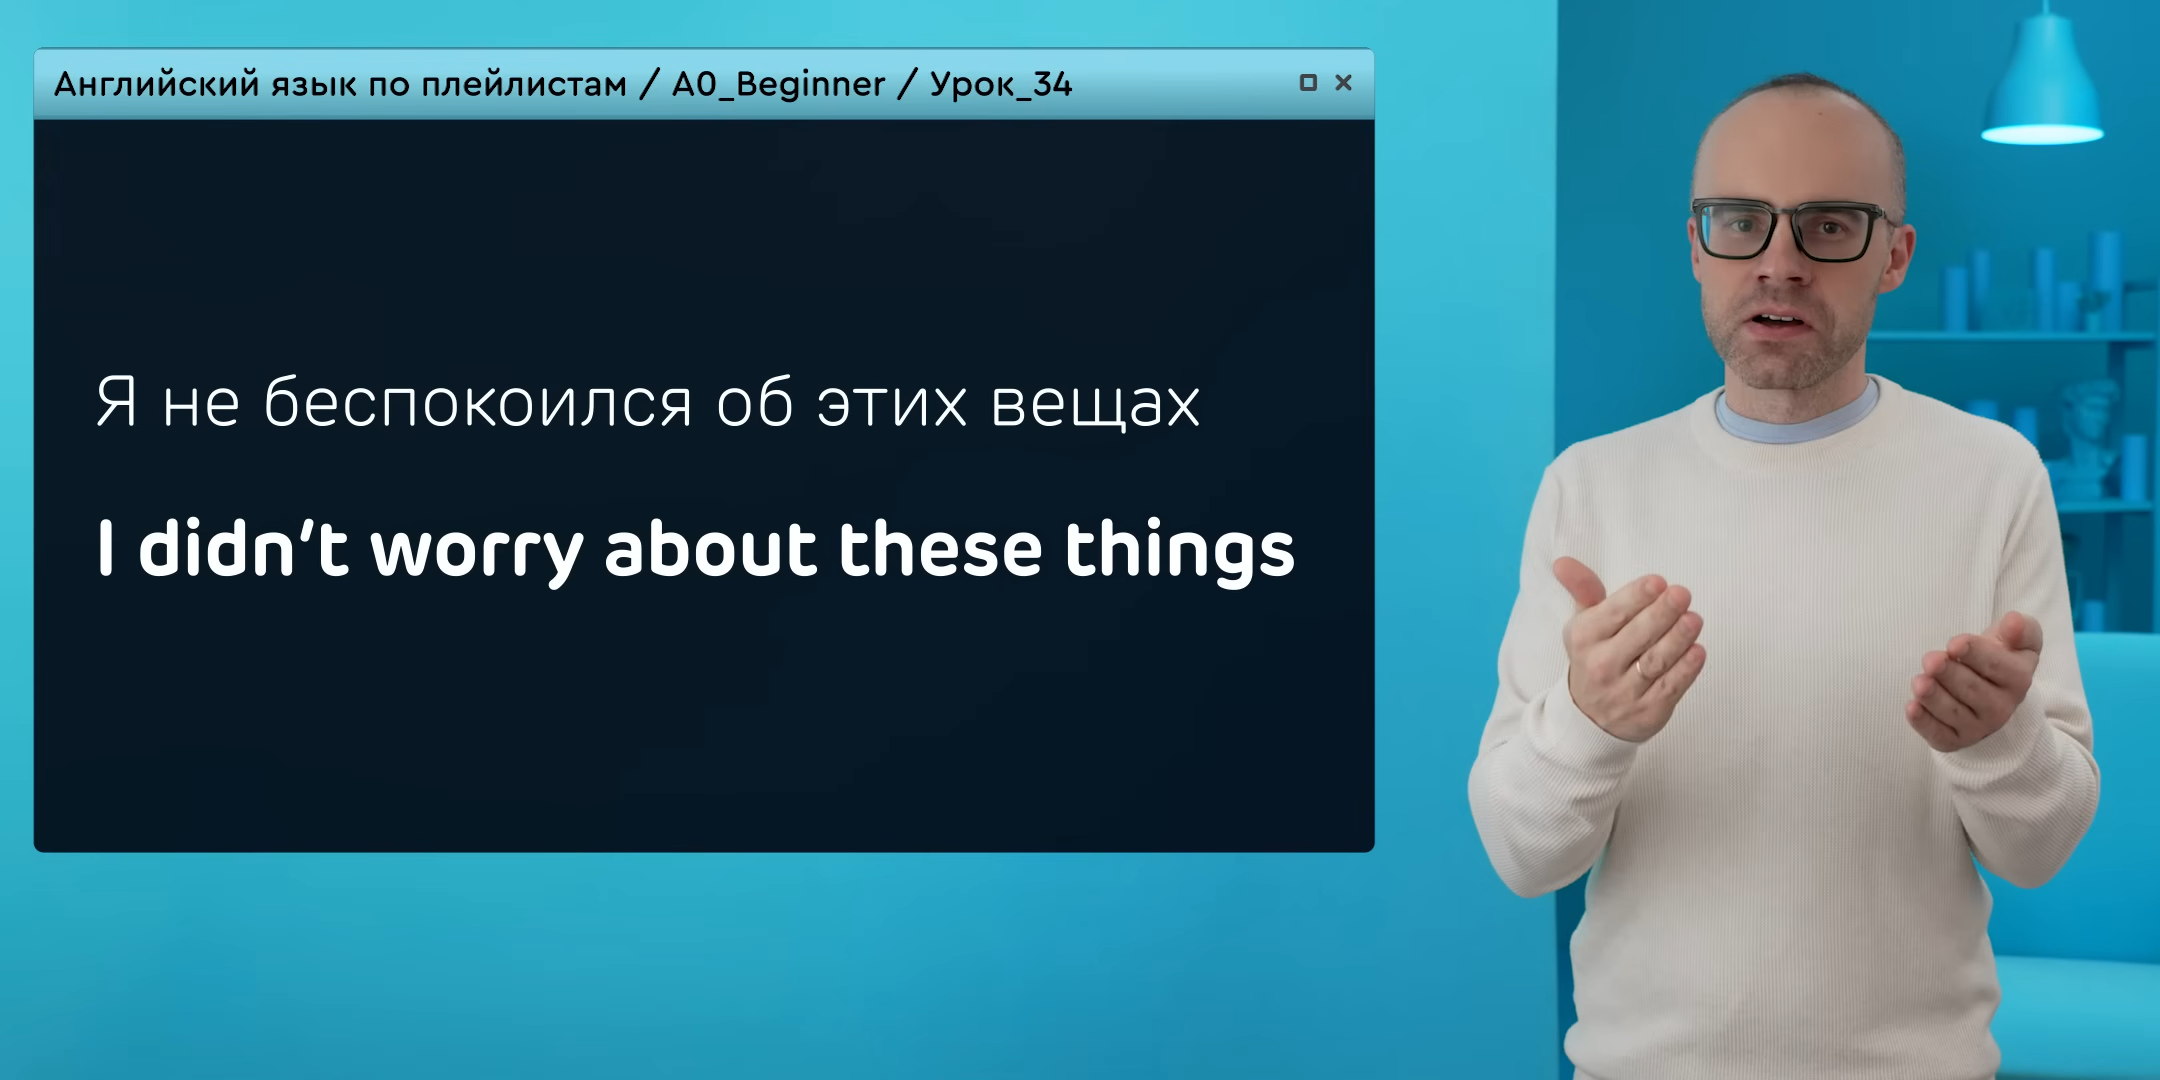 Английский язык по плейлистам / A0_Beginner / Урок_34
Я не беспокоился об этих вещах
I didn’t worry about these things